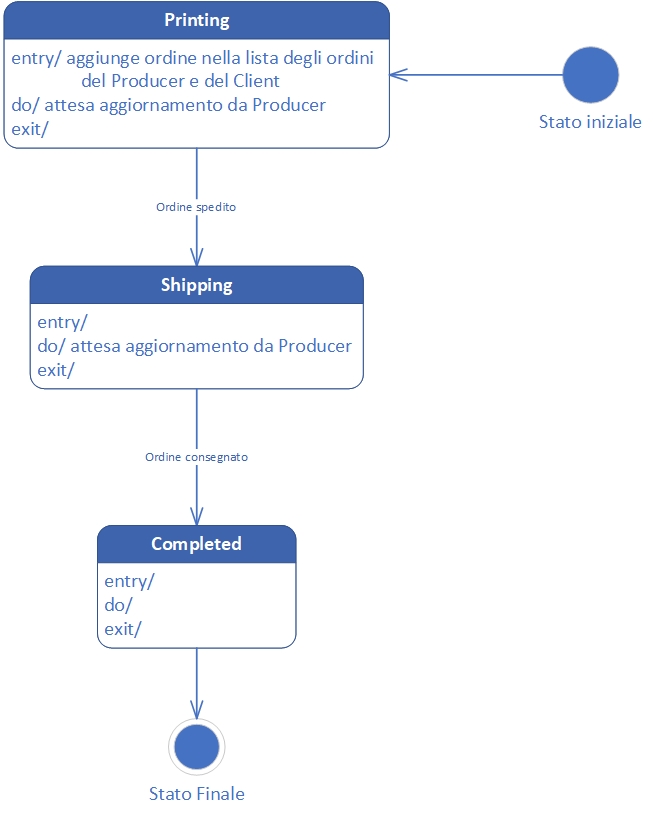 Printing
entry/ aggiunge ordine nella lista degli ordini
del Producer e del Client
do/ attesa aggiornamento da Producer
exit/
Stato iniziale
Ordine spedito
Shipping
entry/
do/ attesa aggiornamento da Producer
exit/
Ordine consegnato
Completed
entry/
do/
exit/
Stato Finale